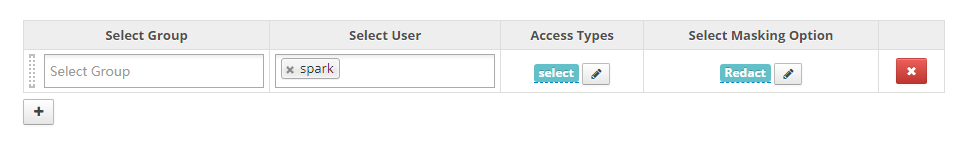 Select Group Select User Access Types Select Masking Option
Select Group × spark select Redact ×
+